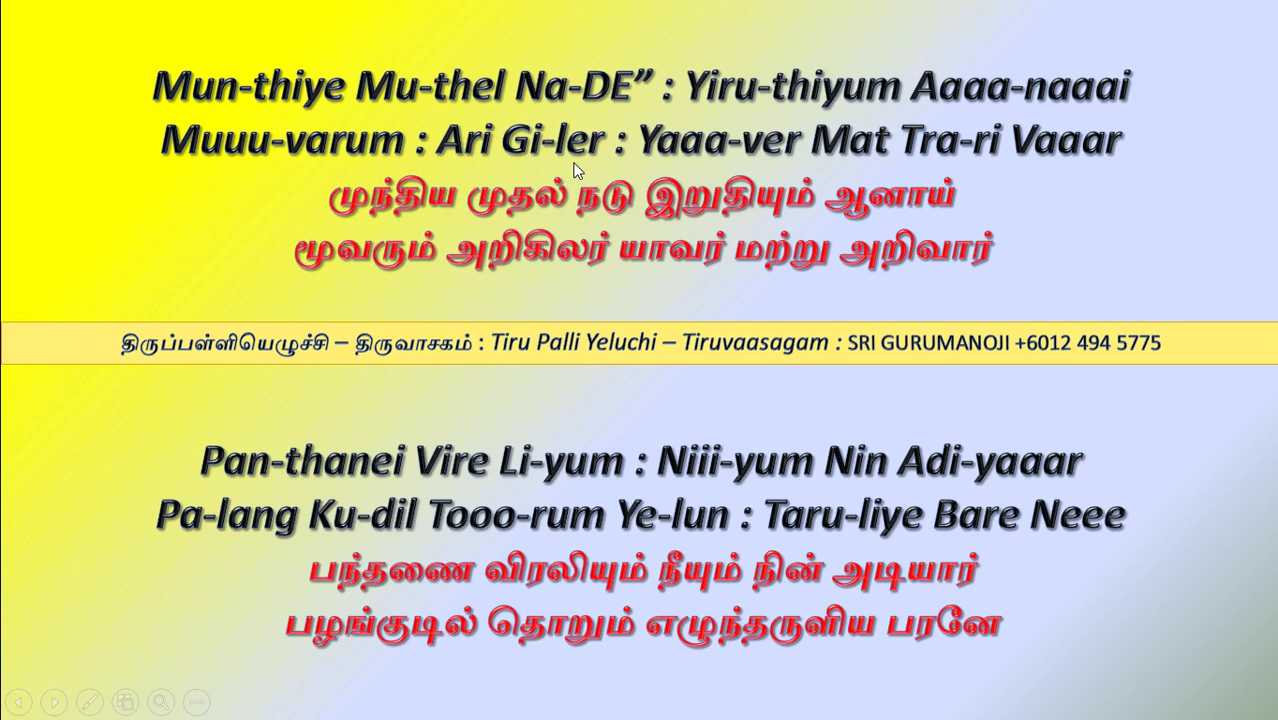 Mun-thiye Mu-thel Na-DE” : Yiru-thiyum Aaaa-naaai
Muuu-varum : Ari Gi-ler : Yaaa-ver Mat Tra-ri Vaaar
முந்திய முதல் நடு இறுதியும் ஆனாய்
மூவரும் அறிகிலர் யாவர் மற்று அறிவார்
திருப்பள்ளியெழுச்சி – திருவாசகம் : Tiru Palli Yeluchi – Tiruvaasagam : SRI GURUMANOJI +6012 494 5775
Pan-thanei Vire Li-yum : Niii-yum Nin Adi-yaaar
Pa-lang Ku-dil Tooo-rum Ye-lun : Taru-liye Bare Neee
பந்தணை விரலியும் நீயும் நின் அடியார்
பழங்குடில் தொறும் எழுந்தருளிய பரனே